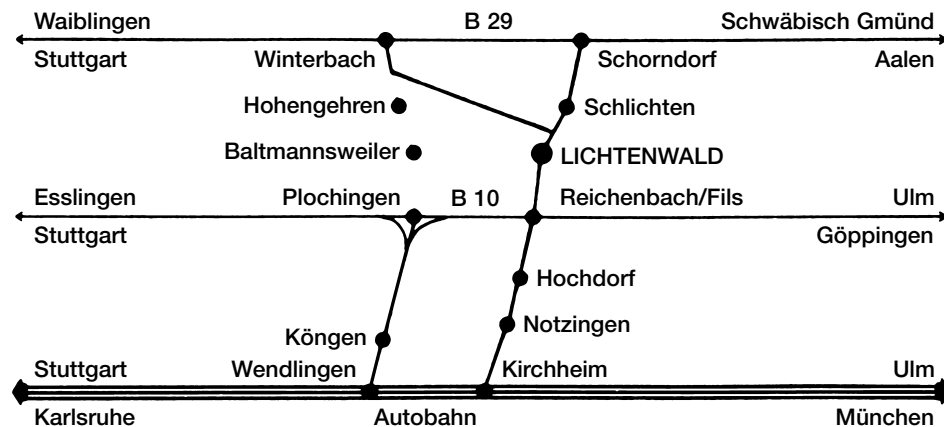 Waiblingen B 29 Schwäbisch Gmünd
Stuttgart Winterbach Schorndorf Aalen
Hohengehren Schlichten
Baltmannsweiler LICHTENWALD
Esslingen Plochingen B 10 Reichenbach/Fils Ulm
Stuttgart Göppingen
Hochdorf
Notzingen
Köngen
Stuttgart Wendlingen Kirchheim Ulm
Karlsruhe Autobahn München